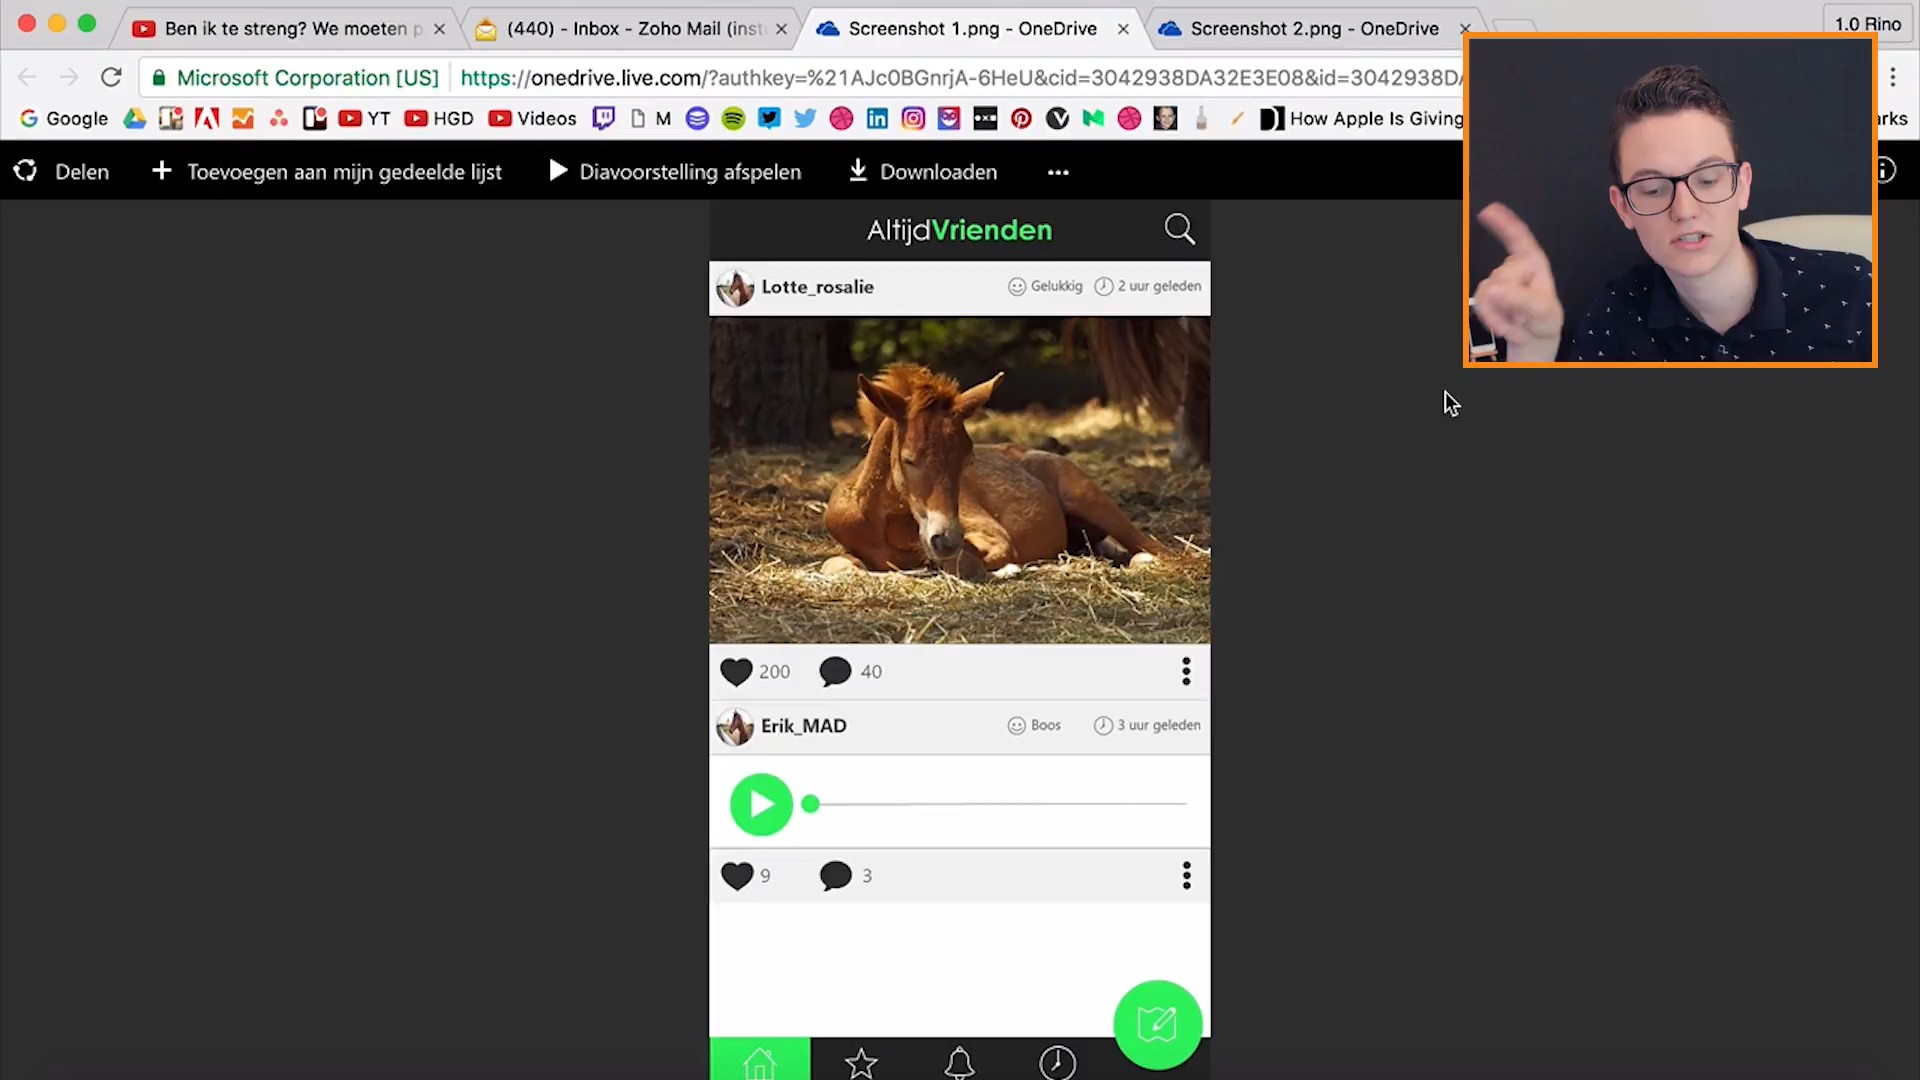 Ben ik te streng? We moeten p
(440) - Inbox - Zoho Mail (inst
Screenshot 1.png - OneDrive
Screenshot 2.png - OneDrive
1.0 Rino
Microsoft Corporation [US]
https://onedrive.live.com/?authkey=%21AJc0BGnrjA-6HeU&cid=3042938DA32E3E08&id=3042938DA
Google
YT
HGD
Videos
M
How Apple Is Giving
arks
Delen
Toevoegen aan mijn gedeelde lijst
Diavoorstelling afspelen
Downloaden
AltijdVrienden
Lotte_rosalie
Gelukkig
2 uur geleden
200
40
Erik_MAD
Boos
3 uur geleden
9
3